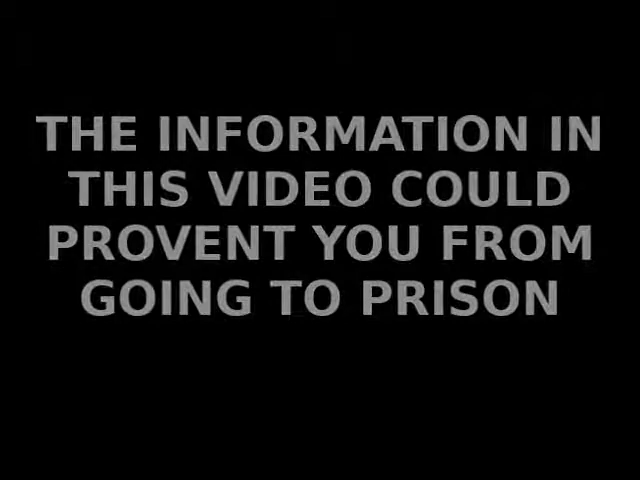 THE INFORMATION IN
THIS VIDEO COULD
PROVENT YOU FROM
GOING TO PRISON